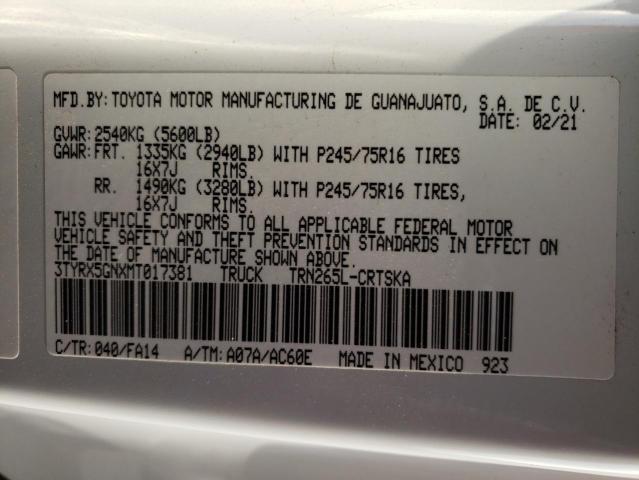 MFD.BY:TOYOTA MOTOR MANUFACTURING DE GUANAJUATO, S.A. DE C.V.
DATE: 02/21
GVWR:2540KG (5600LB)
GAWR:FRT. 1335KG (2940LB) WITH P245/75R16 TIRES
16X7J RIMS.
RR. 1490KG (3280LB) WITH P245/75R16 TIRES,
16X7J RIMS.
THIS VEHICLE CONFORMS TO ALL APPLICABLE FEDERAL MOTOR
VEHICLE SAFETY AND THEFT PREVENTION STANDARDS IN EFFECT ON
THE DATE OF MANUFACTURE SHOWN ABOVE.
3TYRX5GNXMT017381 TRUCK TRN265L-CRTSKA
C/TR:040/FA14 A/TM:A07A/AC60E MADE IN MEXICO 923